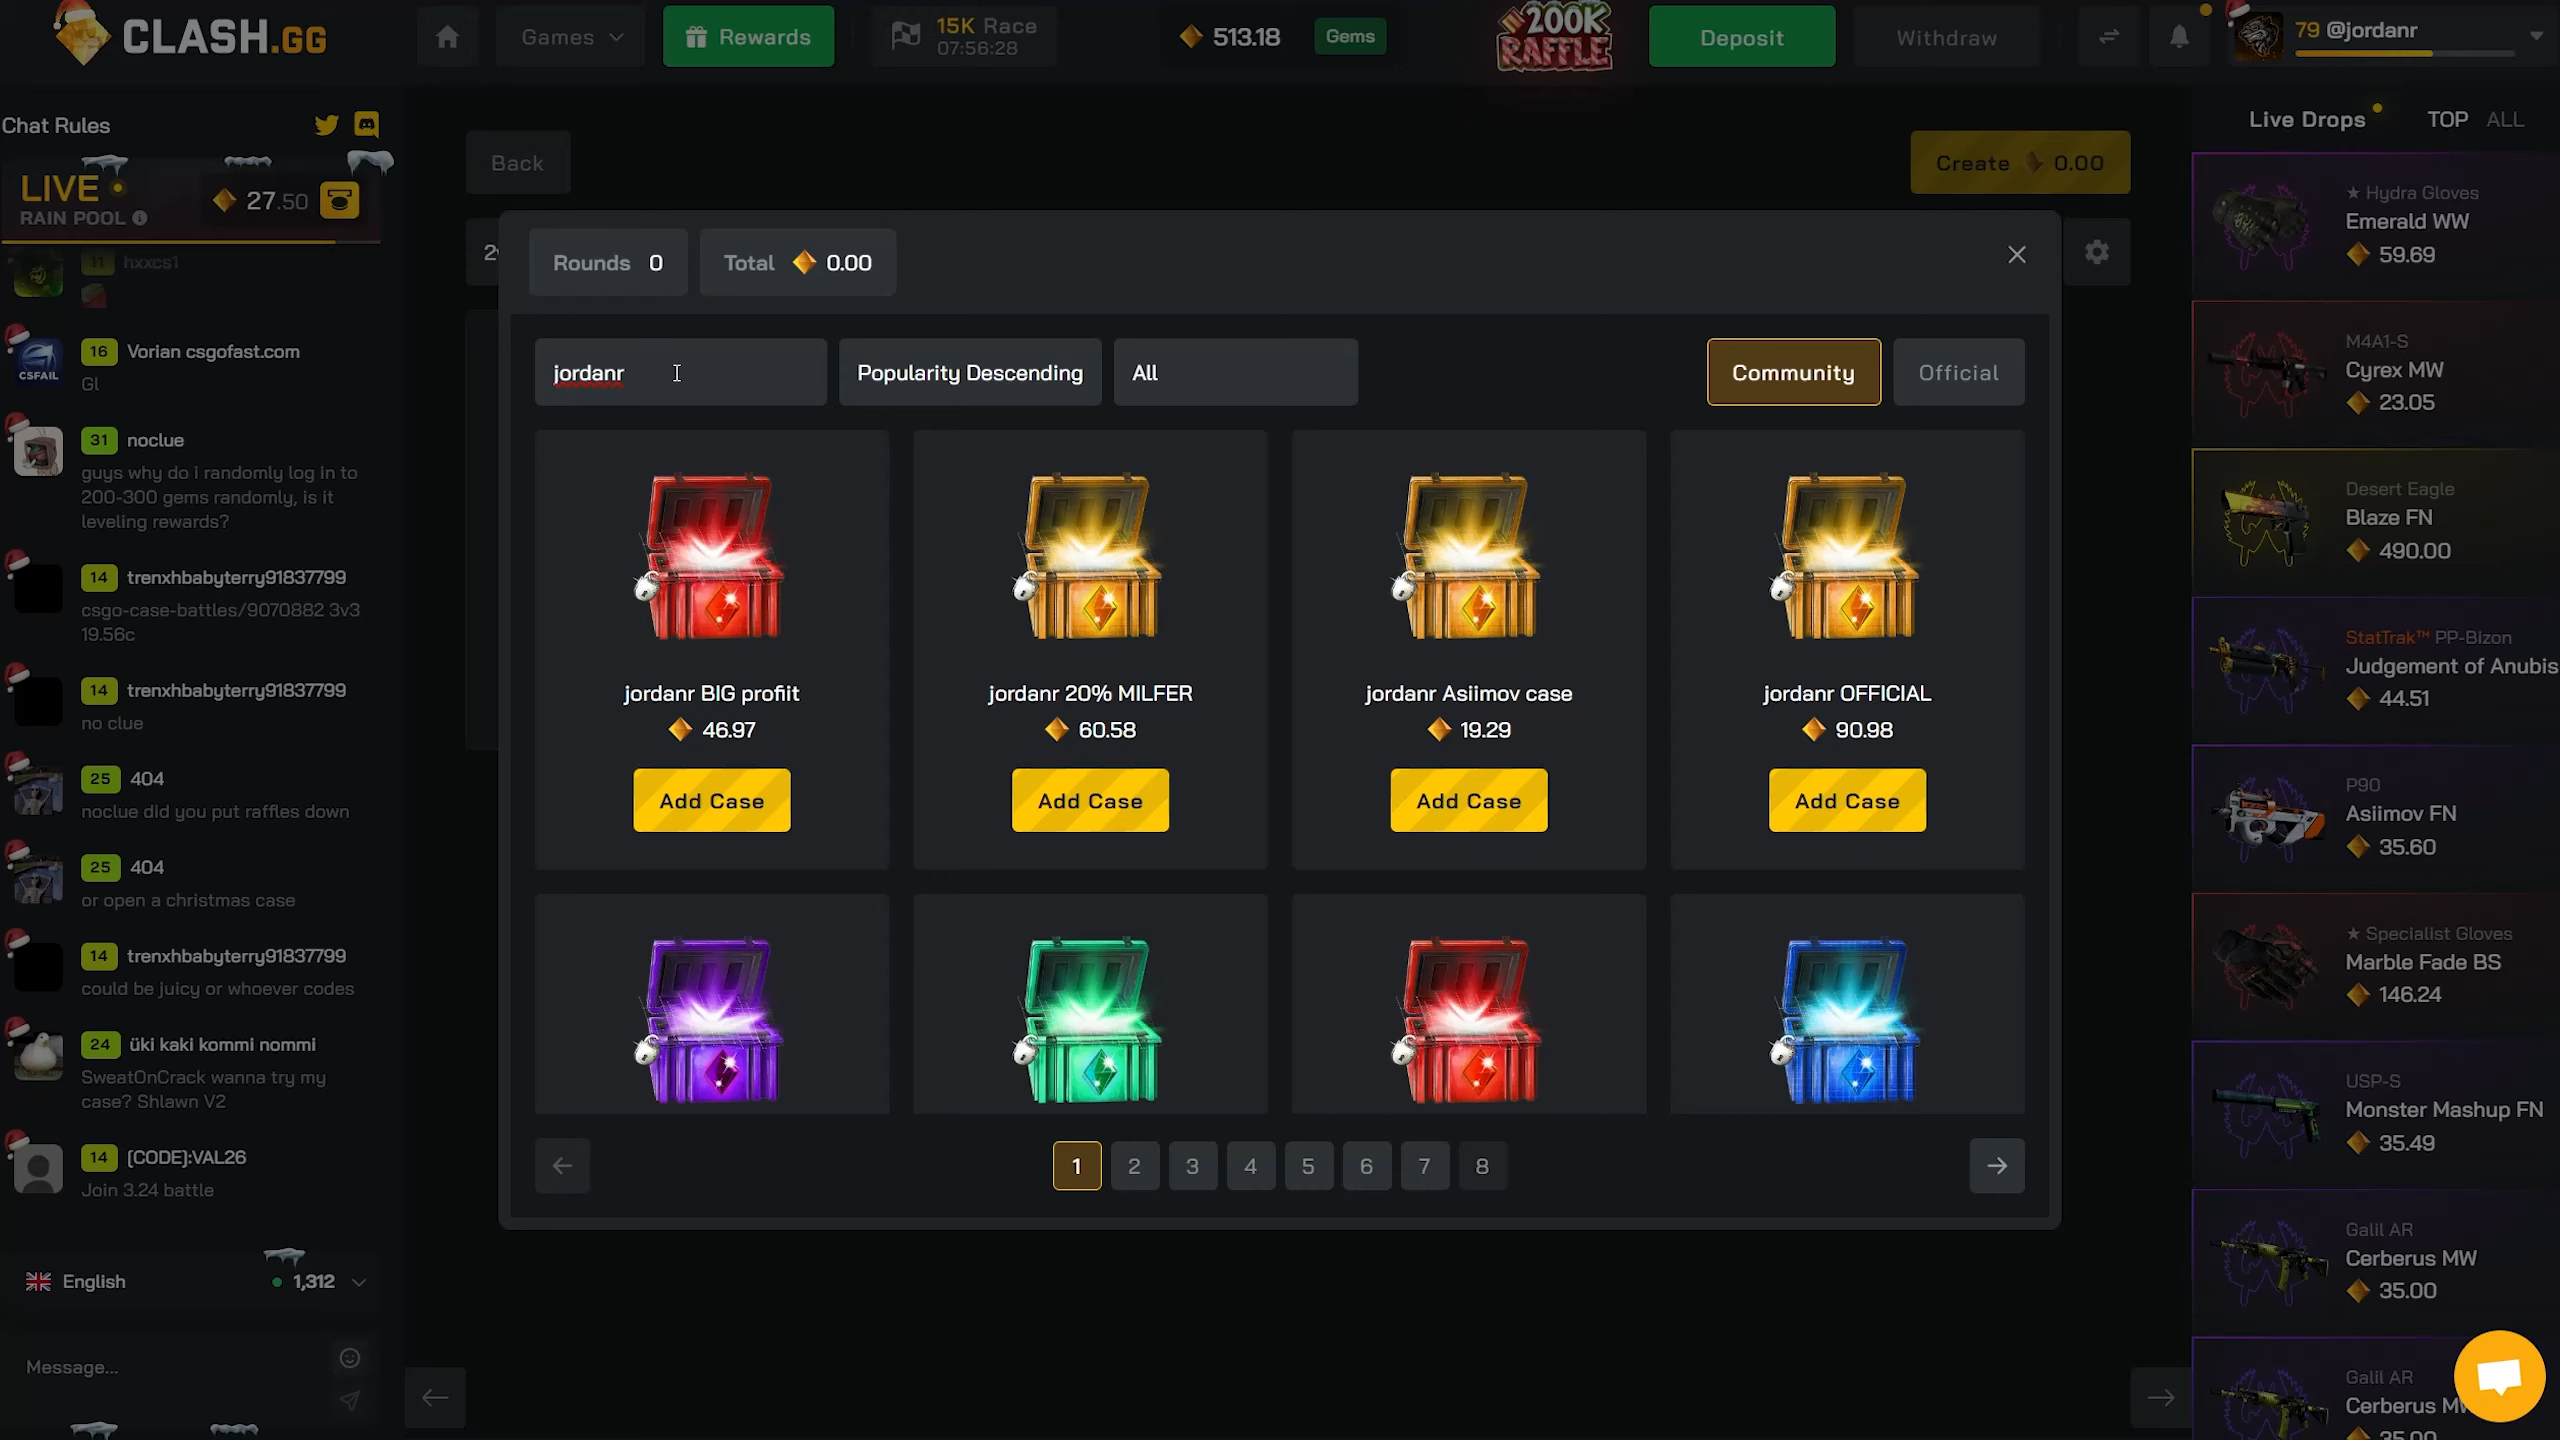 CLASH.GG
Games
Rewards
15K Race
07:56:28
513.18
Gems
200K
RAFFLE
Deposit
Withdraw
79 @jordanr
Chat Rules
LIVE
RAIN POOL
27.50
11 hxxcs1
CSFAIL
16 Vorian csgofast.com
Gl
31 noclue
guys why do i randomly log in to
200-300 gems randomly, is it
leveling rewards?
14 trenxhbabyterry91837799
csgo-case-battles/9070882 3v3
19.56c
14 trenxhbabyterry91837799
no clue
25 404
noclue did you put raffles down
25 404
or open a christmas case
14 trenxhbabyterry91837799
could be juicy or whoever codes
24 üki kaki kommi nommi
SweatOnCrack wanna try my
case? Shlawn V2
14 [CODE]:VAL26
Join 3.24 battle
English
1,312
Message...
Back
Create 0.00
Rounds 0
Total 0.00
jordanr
Popularity Descending
All
Community
Official
jordanr BIG profiit
46.97
Add Case
jordanr 20% MILFER
60.58
Add Case
jordanr Asiimov case
19.29
Add Case
jordanr OFFICIAL
90.98
Add Case
1 2 3 4 5 6 7 8
Live Drops
TOP
ALL
★ Hydra Gloves
Emerald WW
59.69
M4A1-S
Cyrex MW
23.05
Desert Eagle
Blaze FN
490.00
StatTrak™ PP-Bizon
Judgement of Anubis
44.51
P90
Asiimov FN
35.60
★ Specialist Gloves
Marble Fade BS
146.24
USP-S
Monster Mashup FN
35.49
Galil AR
Cerberus MW
35.00
Galil AR
Cerberus
35.00